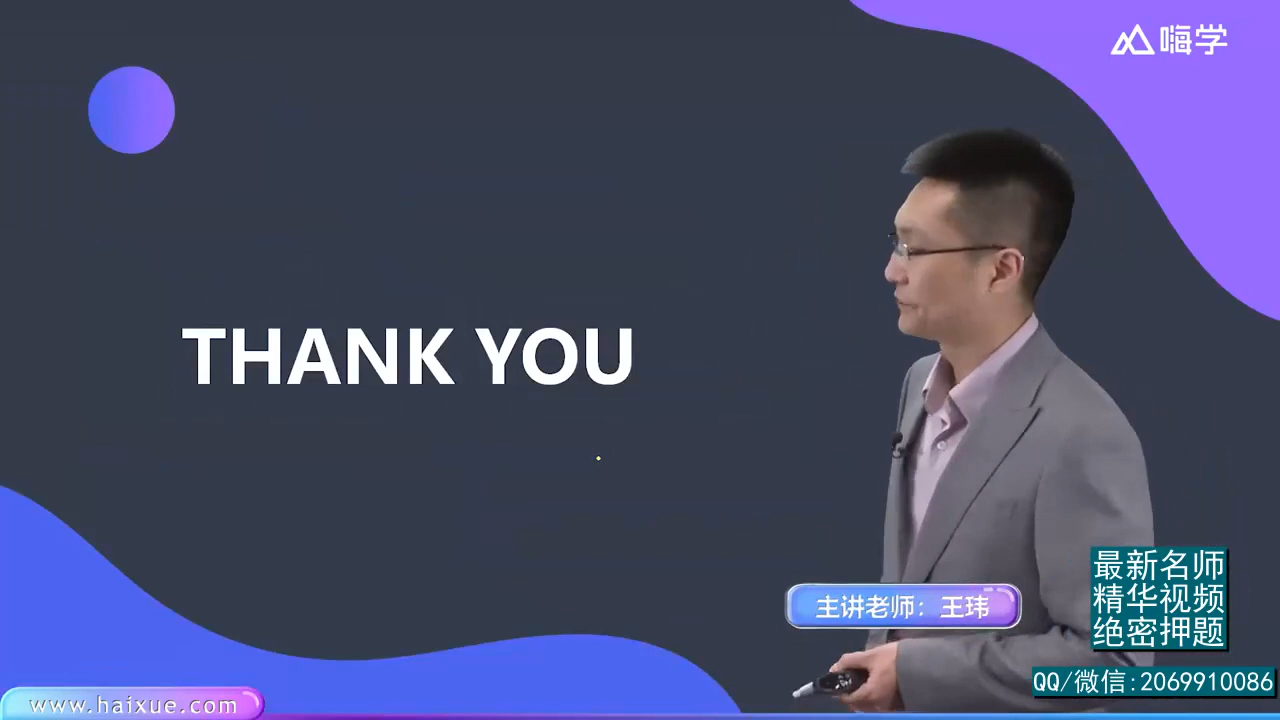 嗨学
THANK YOU
主讲老师：王玮
最新名师
精华视频
绝密押题
QQ/微信:2069910086
www.haixue.com